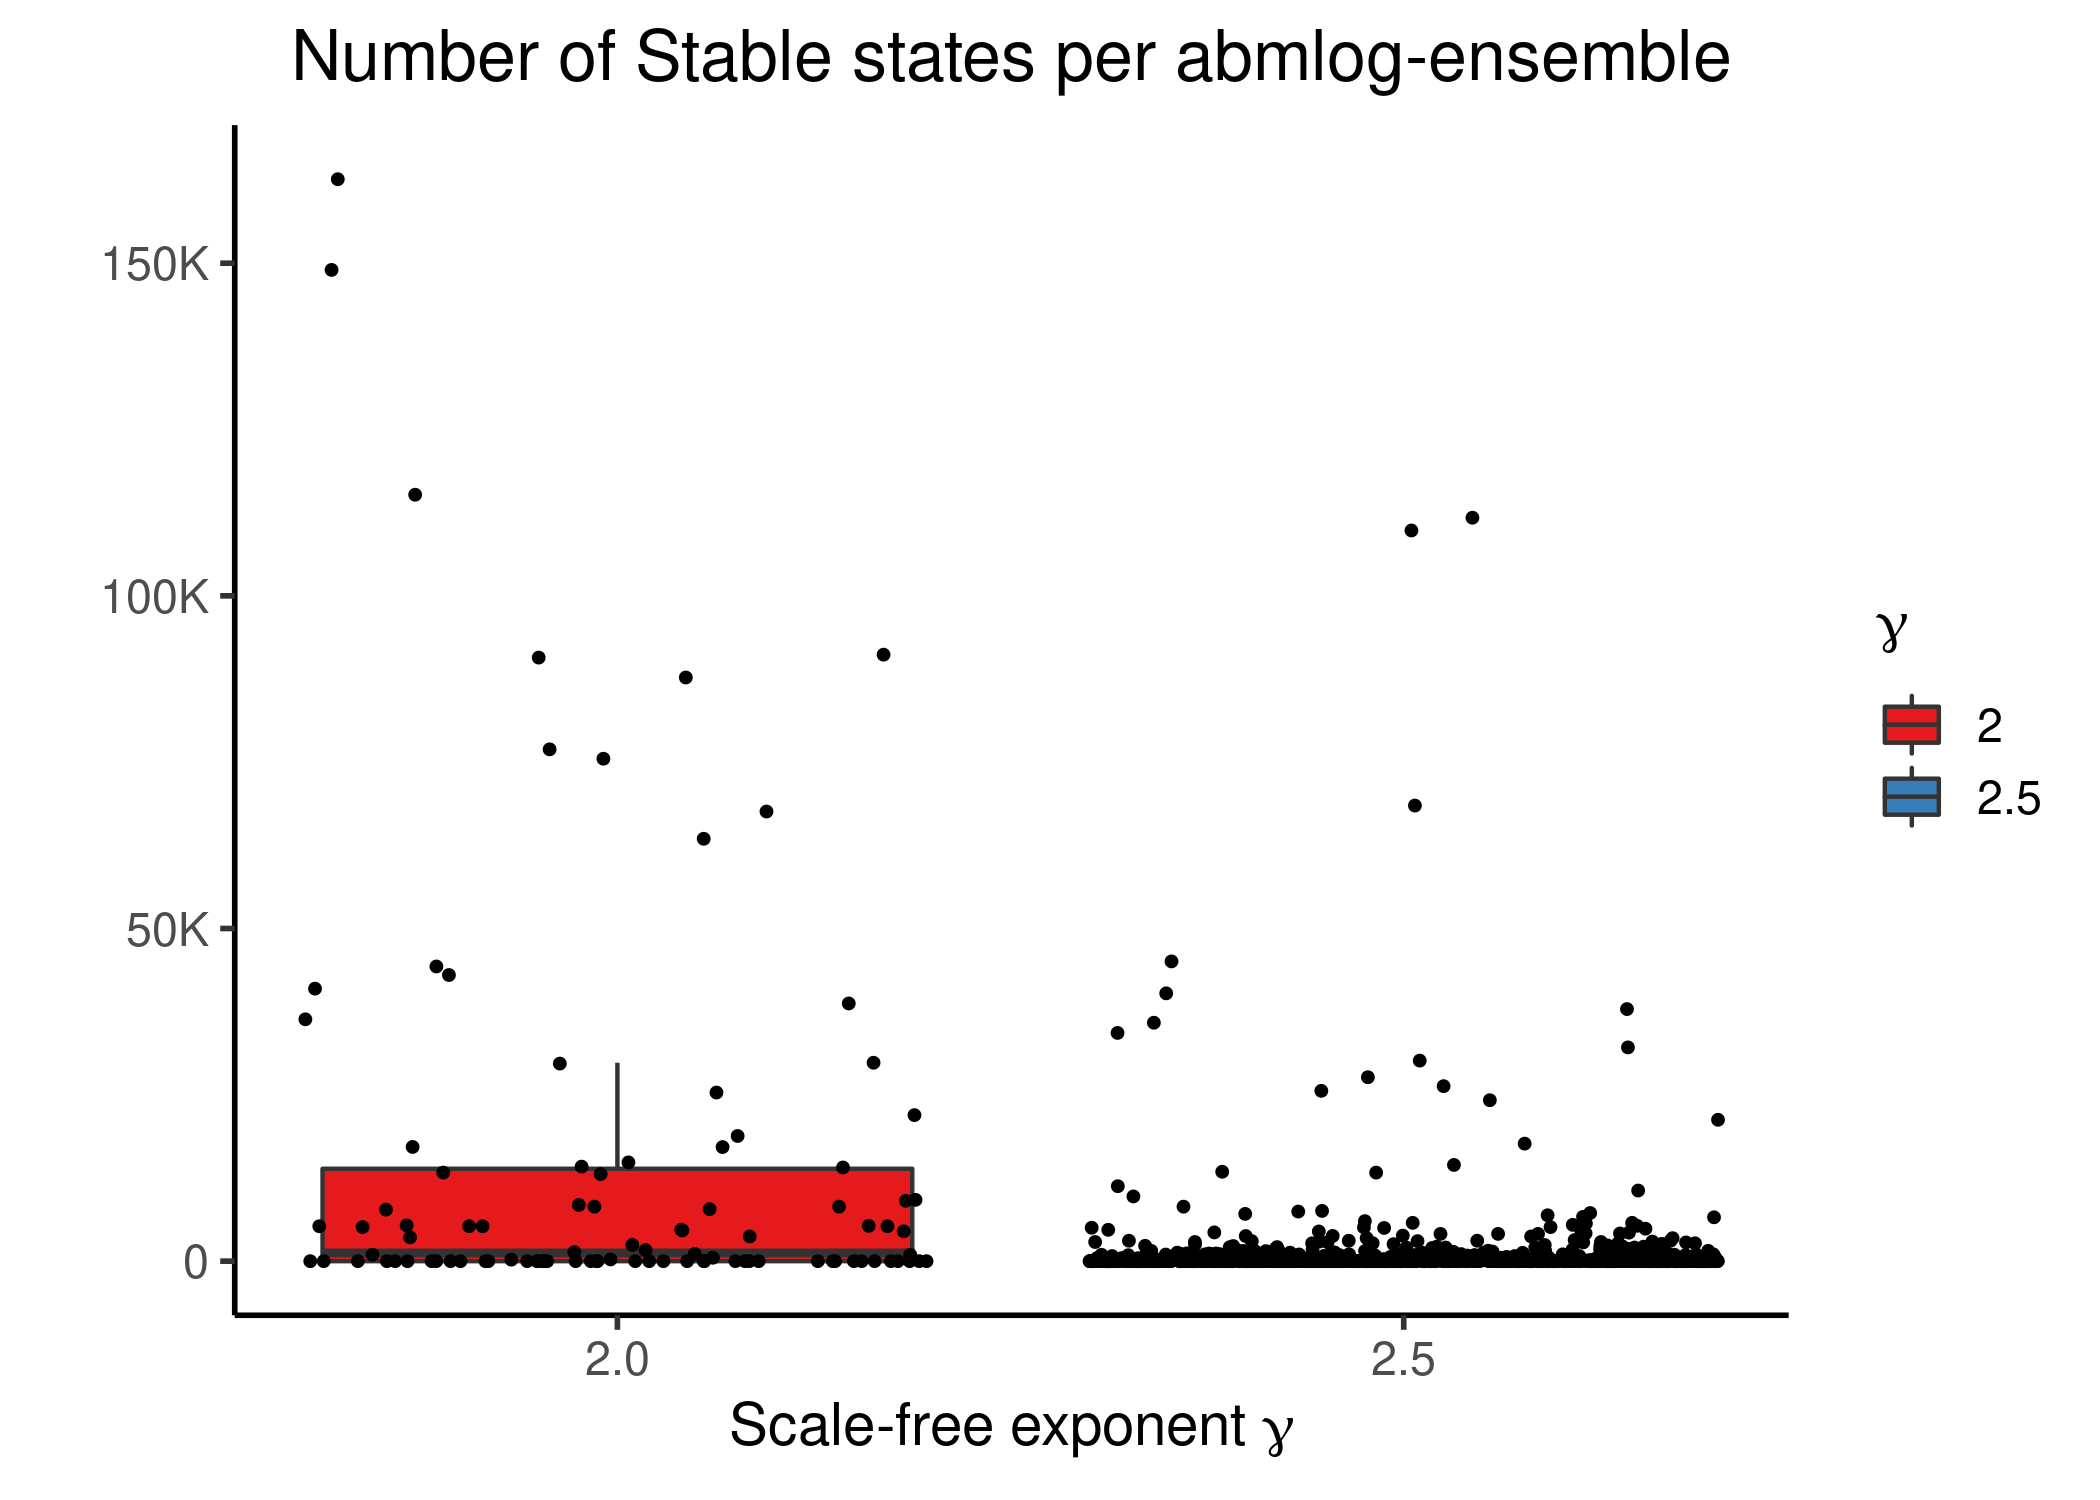 Number of Stable states per abmlog-ensemble
150K
100K
50K
0
2.0
2.5
Scale-free exponent γ
γ
2
2.5